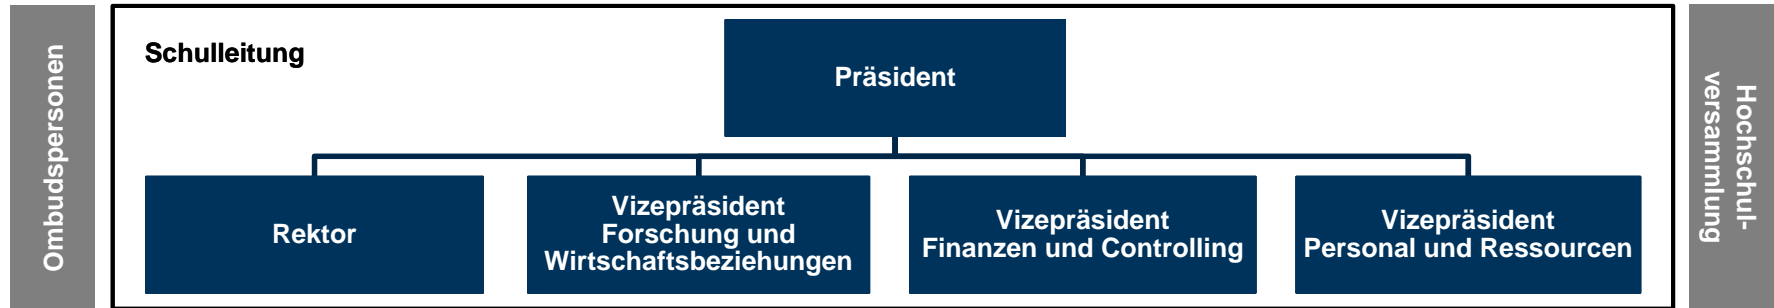 Ombudspersonen
Schulleitung
Präsident
Rektor
Vizepräsident
Forschung und
Wirtschaftsbeziehungen
Vizepräsident
Finanzen und Controlling
Vizepräsident
Personal und Ressourcen
Hochschul-
versammlung